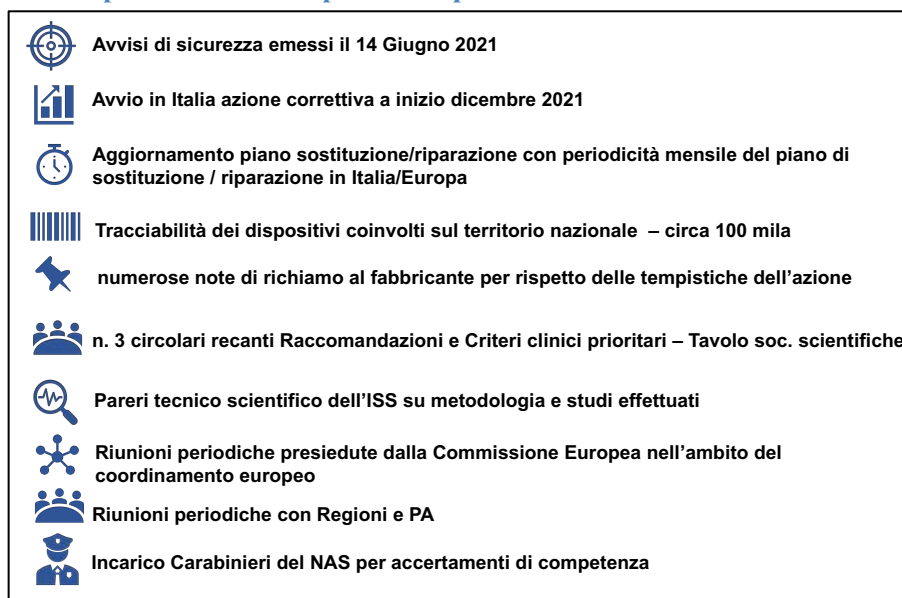 Avvisi di sicurezza emessi il 14 Giugno 2021
Avvio in Italia azione correttiva a inizio dicembre 2021
Aggiornamento piano sostituzione/riparazione con periodicità mensile del piano di
sostituzione / riparazione in Italia/Europa
Tracciabilità dei dispositivi coinvolti sul territorio nazionale – circa 100 mila
numerose note di richiamo al fabbricante per rispetto delle tempistiche dell'azione
n. 3 circolari recanti Raccomandazioni e Criteri clinici prioritari – Tavolo soc. scientifiche
Pareri tecnico scientifico dell'ISS su metodologia e studi effettuati
Riunioni periodiche presiedute dalla Commissione Europea nell'ambito del
coordinamento europeo
Riunioni periodiche con Regioni e PA
Incarico Carabinieri del NAS per accertamenti di competenza